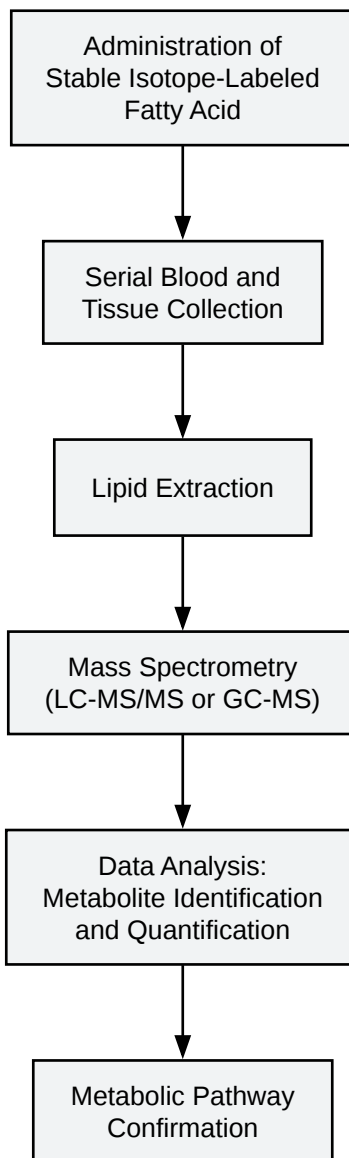 Administration of
Stable Isotope-Labeled
Fatty Acid
Serial Blood and
Tissue Collection
Lipid Extraction
Mass Spectrometry
(LC-MS/MS or GC-MS)
Data Analysis:
Metabolite Identification
and Quantification
Metabolic Pathway
Confirmation